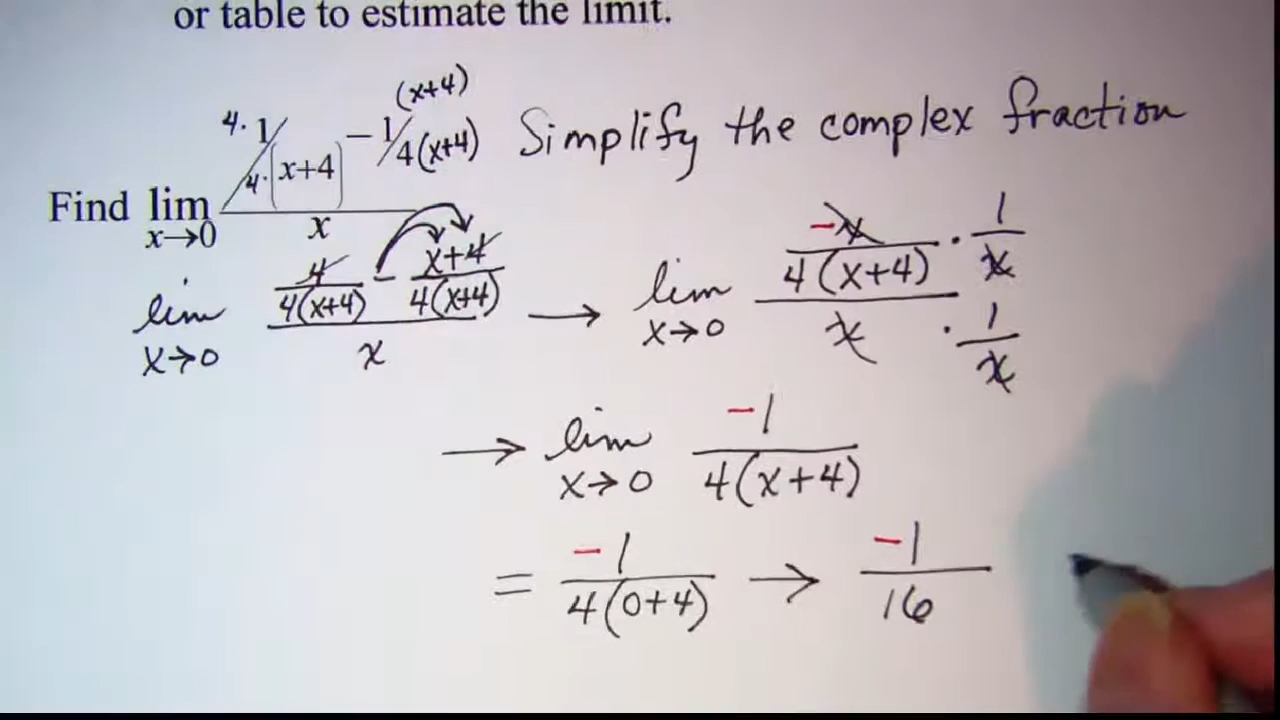 or table to estimate the limit.
(x+4)
4· 1/4·(x+4) − 1/4(x+4) Simplify the complex fraction
Find lim x→0 x
lim x→0 4/4(x+4) − x+4/4(x+4) x → lim x→0 −x/4(x+4) · 1/x x · 1/x
→ lim x→0 −1/4(x+4)
= −1/4(0+4) → −1/16